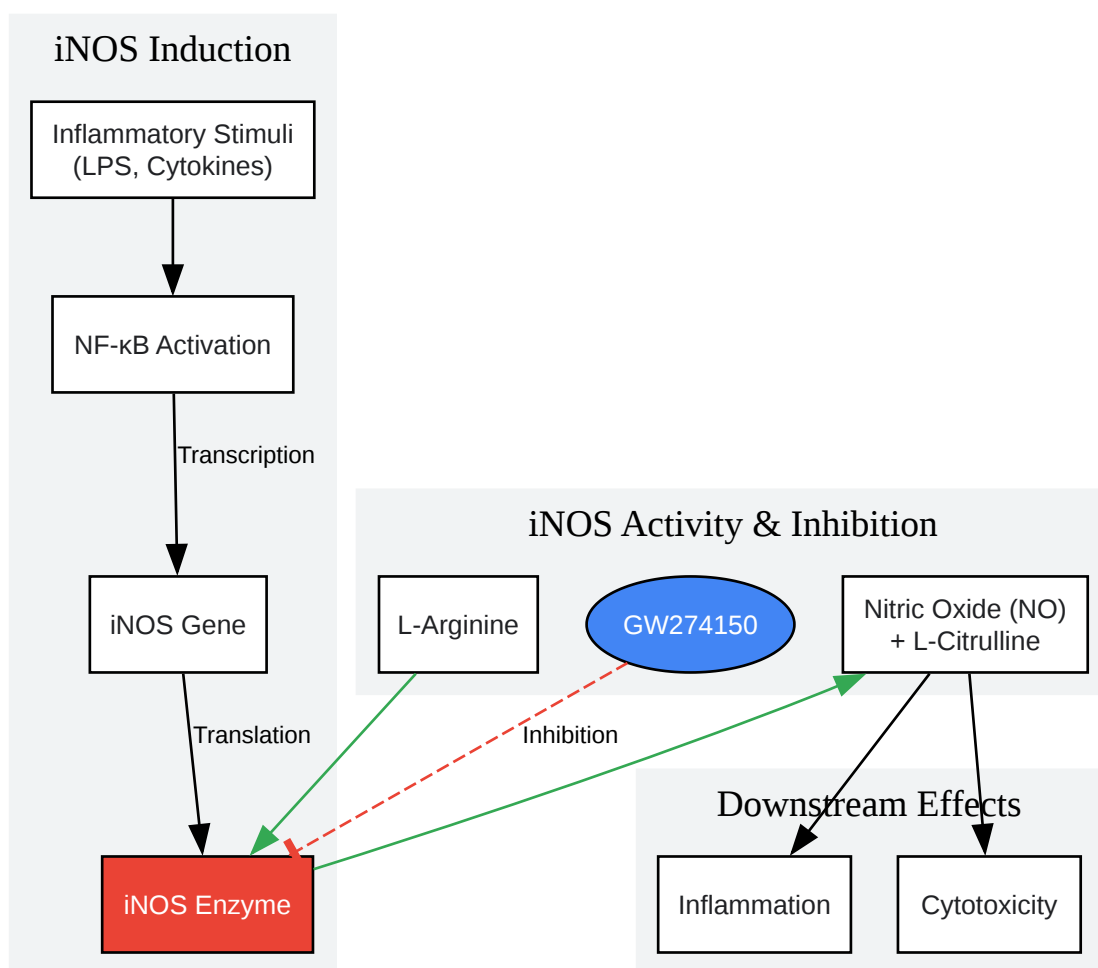 iNOS Induction
Inflammatory Stimuli
(LPS, Cytokines)
NF-κB Activation
Transcription
iNOS Gene
Translation
iNOS Enzyme
iNOS Activity & Inhibition
L-Arginine
GW274150
Nitric Oxide (NO)
+ L-Citrulline
Inhibition
Downstream Effects
Inflammation
Cytotoxicity